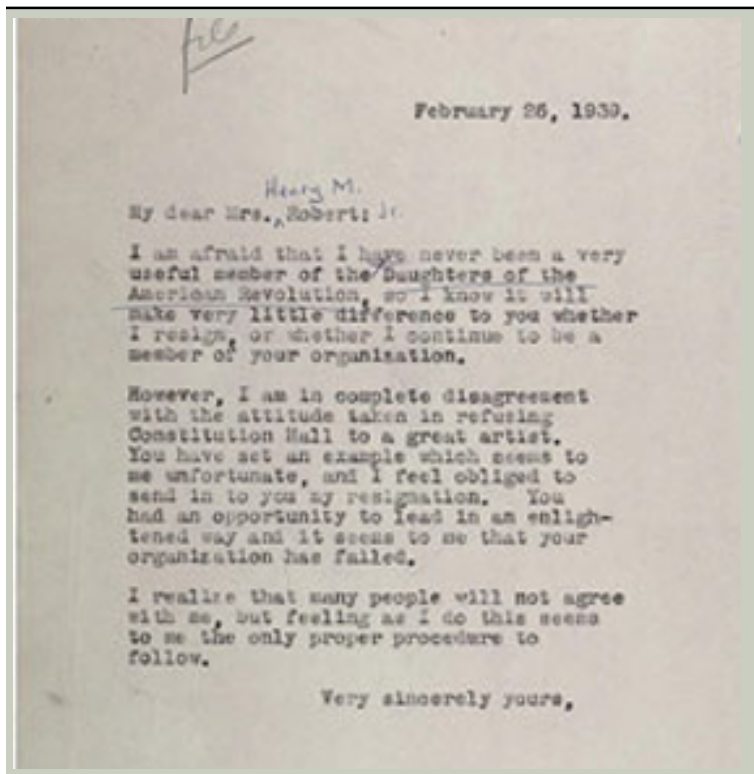 file
February 26, 1939.
Henry M.
My dear Mrs. Robert: Jr.
I am afraid that I have never been a very
useful member of the Daughters of the
American Revolution, so I know it will
make very little difference to you whether
I resign, or whether I continue to be a
member of your organization.
However, I am in complete disagreement
with the attitude taken in refusing
Constitution Hall to a great artist.
You have set an example which seems to
me unfortunate, and I feel obliged to
send in to you my resignation. You
had an opportunity to lead in an enligh-
tened way and it seems to me that your
organization has failed.
I realize that many people will not agree
with me, but feeling as I do this seems
to me the only proper procedure to
follow.
Very sincerely yours,